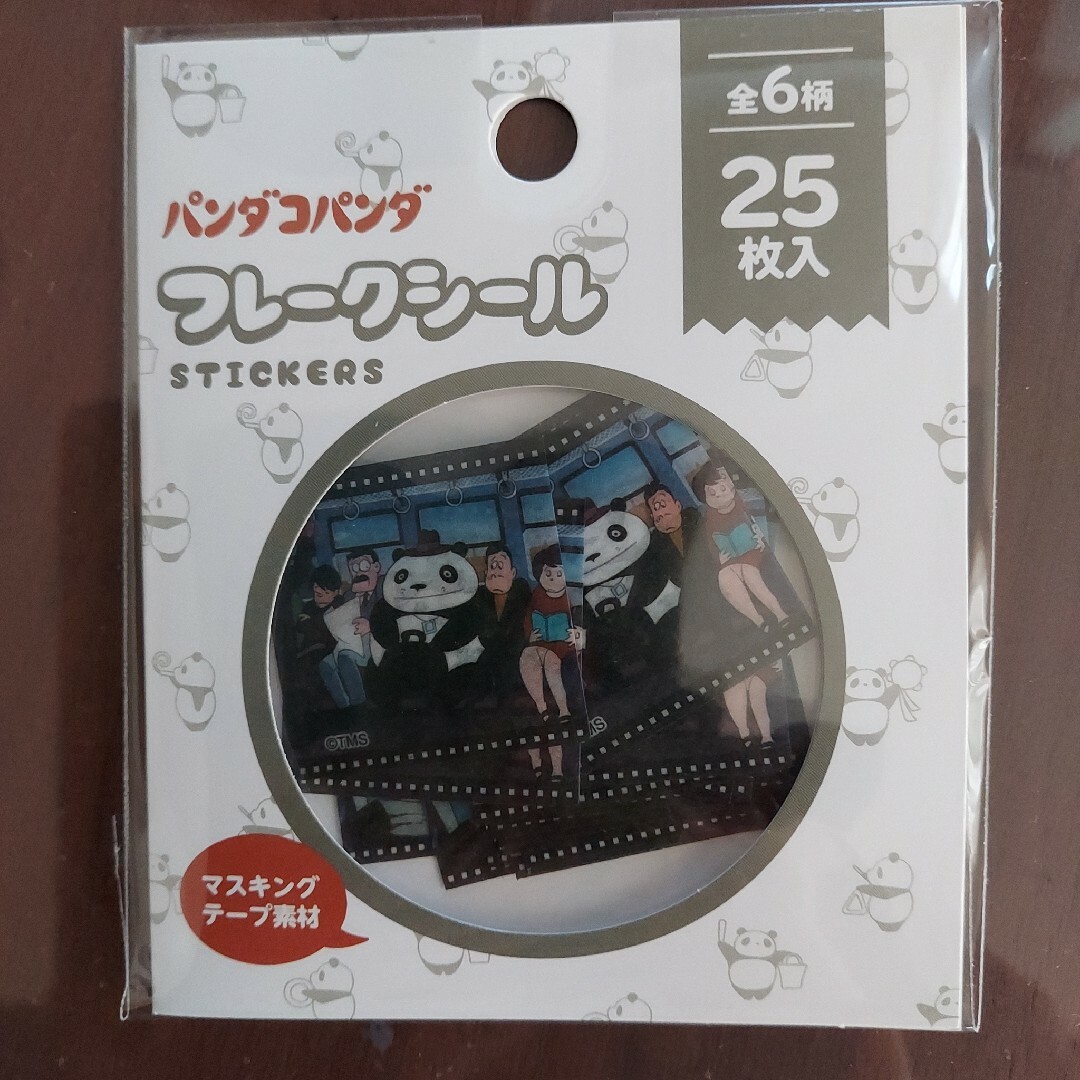 全6柄
25
枚入
パンダコパンダ
フレークシール
STICKERS
©TMS
MS
マスキング
テープ素材